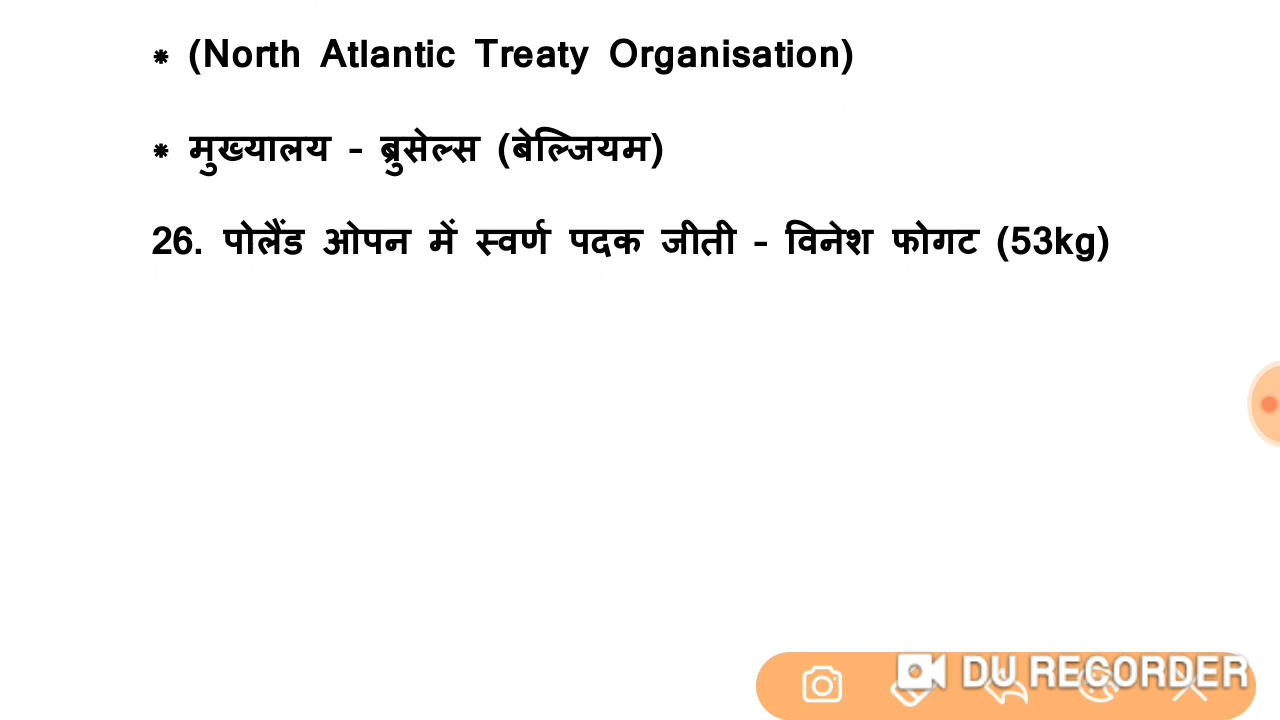 * (North Atlantic Treaty Organisation)
* मुख्यालय - ब्रुसेल्स (बेल्जियम)
26. पोलैंड ओपन में स्वर्ण पदक जीती - विनेश फोगट (53kg)
DU RECORDER